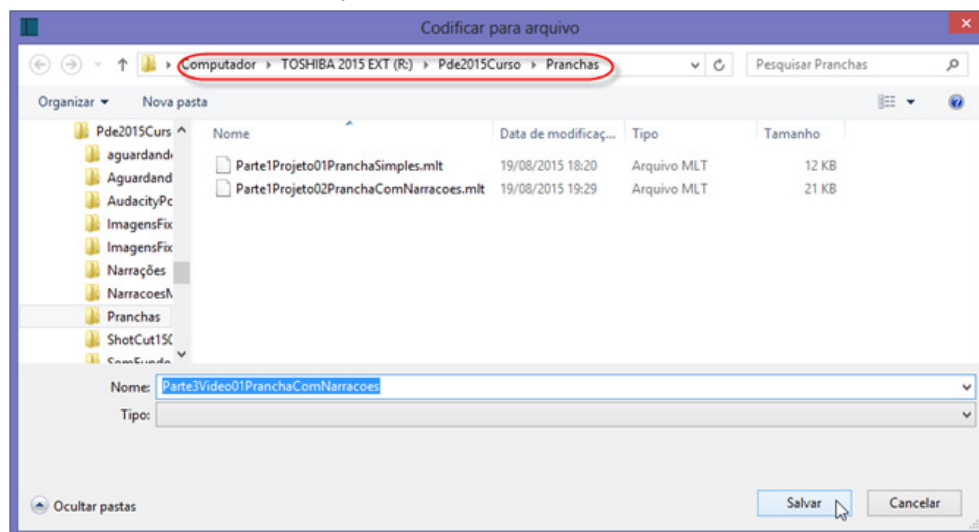 Codificar para arquivo
Computador TOSHIBA 2015 EXT (R:) Pde2015Curso Pranchas
Pesquisar Pranchas
Organizar Nova pasta
Pde2015Curs
aguardand
Aguardand
AudacityPc
ImagensFix
ImagensFix
Narrações
NarracoesN
Pranchas
ShotCut150
SomFundo
Nome Data de modificaç... Tipo Tamanho
Parte1Projeto01PranchaSimples.mlt 19/08/2015 18:20 Arquivo MLT 12 KB
Parte1Projeto02PranchaComNarracoes.mlt 19/08/2015 19:29 Arquivo MLT 21 KB
Nome: Parte3Video01PranchaComNarracoes
Tipo:
Ocultar pastas
Salvar Cancelar